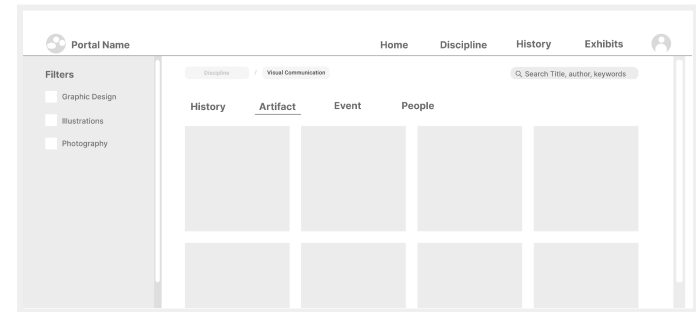 Portal Name
Home Discipline History Exhibits
Filters
Graphic Design
Illustrations
Photography
Discipline / Visual Communication
Search Title, author, keywords
History Artifact Event People